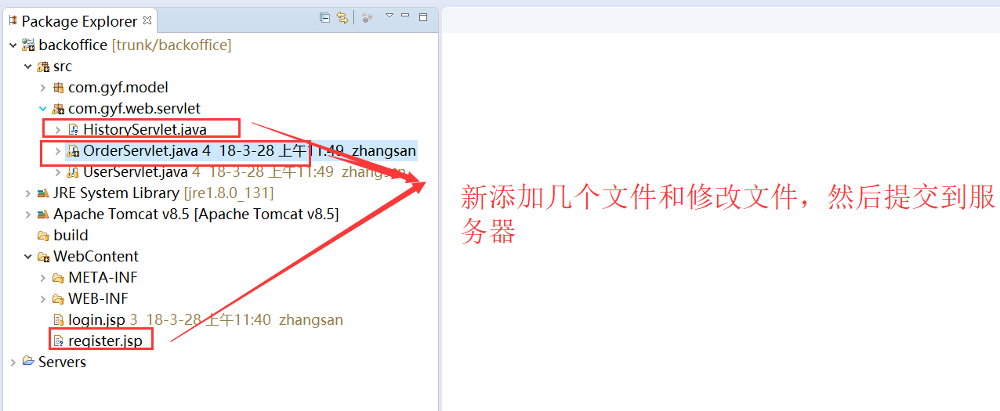 Package Explorer
backoffice [trunk/backoffice]
src
com.gyf.model
com.gyf.web.servlet
HistoryServlet.java
OrderServlet.java 4 18-3-28 上午11:49 zhangsan
UserServlet.java 4 18-3-28 上午11:49 zhangsan
JRE System Library [jre1.8.0_131]
Apache Tomcat v8.5 [Apache Tomcat v8.5]
build
WebContent
META-INF
WEB-INF
login.jsp 3 18-3-28 上午11:40 zhangsan
register.jsp
Servers
新添加几个文件和修改文件，然后提交到服
务器